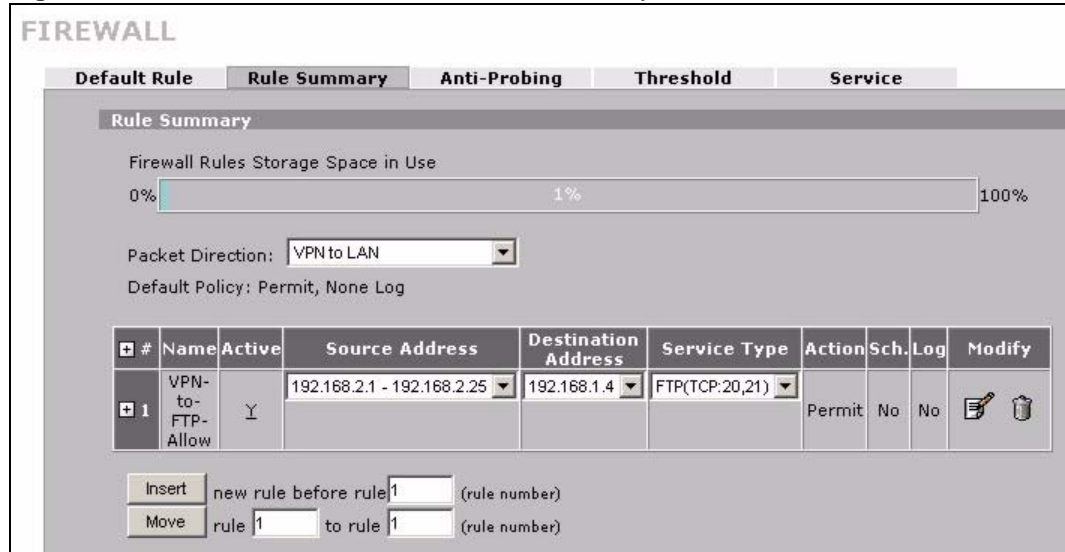 FIREWALL
Default Rule Rule Summary Anti-Probing Threshold Service
Rule Summary
Firewall Rules Storage Space in Use
0% 1% 100%
Packet Direction: VPN to LAN
Default Policy: Permit, None Log
# Name Active Source Address Destination Address Service Type Action Sch. Log Modify
1 VPN-to-FTP-Allow Y 192.168.2.1 - 192.168.2.25 192.168.1.4 FTP(TCP:20,21) Permit No No
Insert new rule before rule 1 (rule number)
Move rule 1 to rule 1 (rule number)